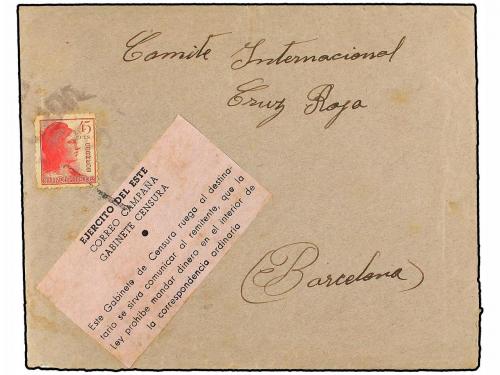 Comite Internacional
Cruz Roja
45
EJERCITO DEL ESTE
CORREO CAMPAÑA
GABINETE CENSURA
Este Gabinete de Censura ruega al destina-
tario se sirva comunicar al remitente, que la
Ley prohibe mandar dinero en el interior de
la correspondencia ordinaria
(Barcelona)